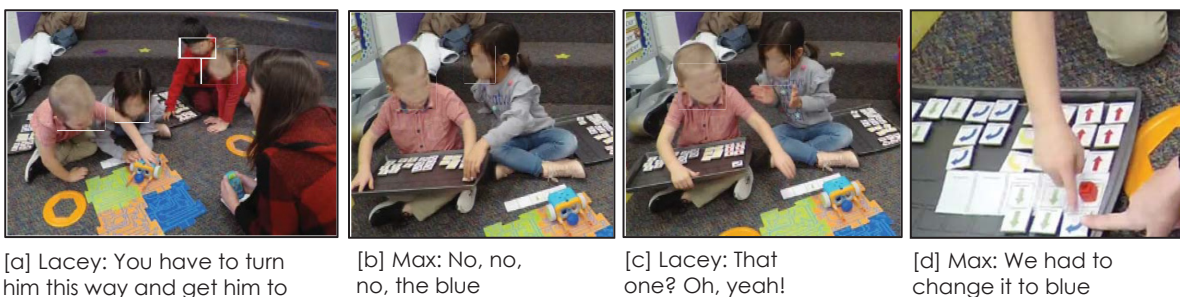 [a] Lacey: You have to turn
him this way and get him to
[b] Max: No, no,
no, the blue
[c] Lacey: That
one? Oh, yeah!
[d] Max: We had to
change it to blue